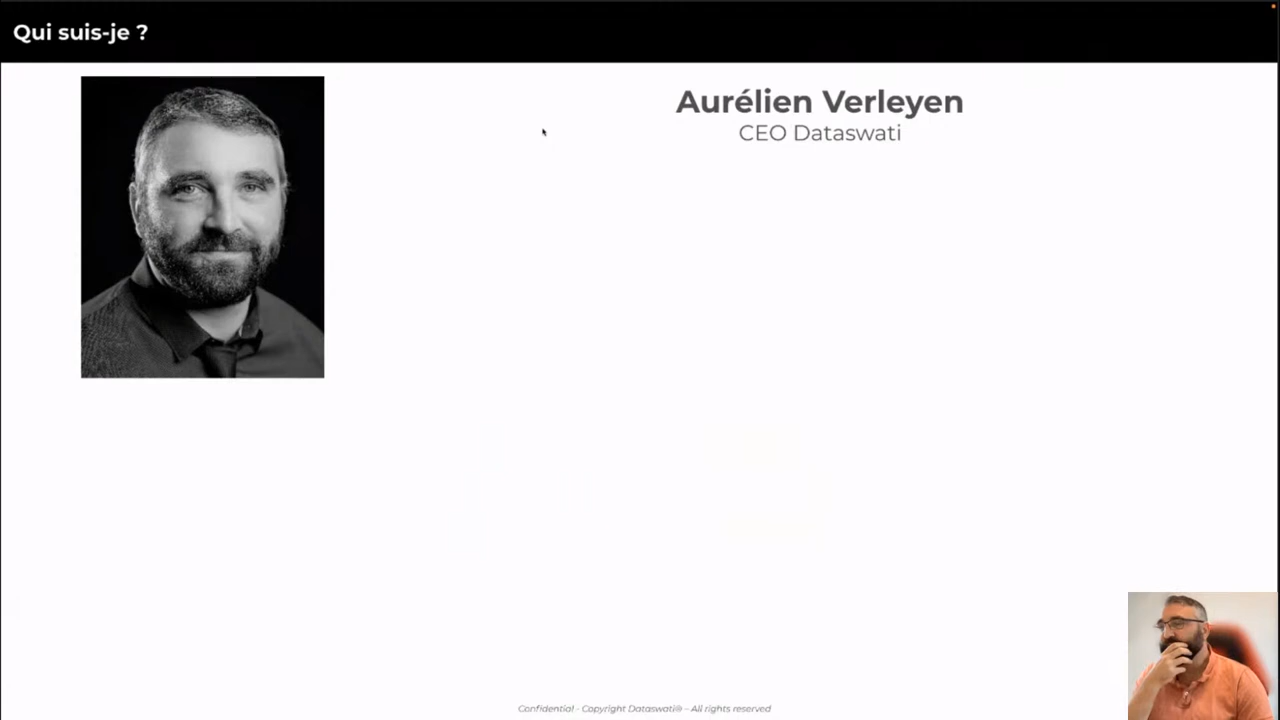 Qui suis-je ?
Aurélien Verleyen
CEO Dataswati
Confidential - Copyright Dataswati® - All rights reserved